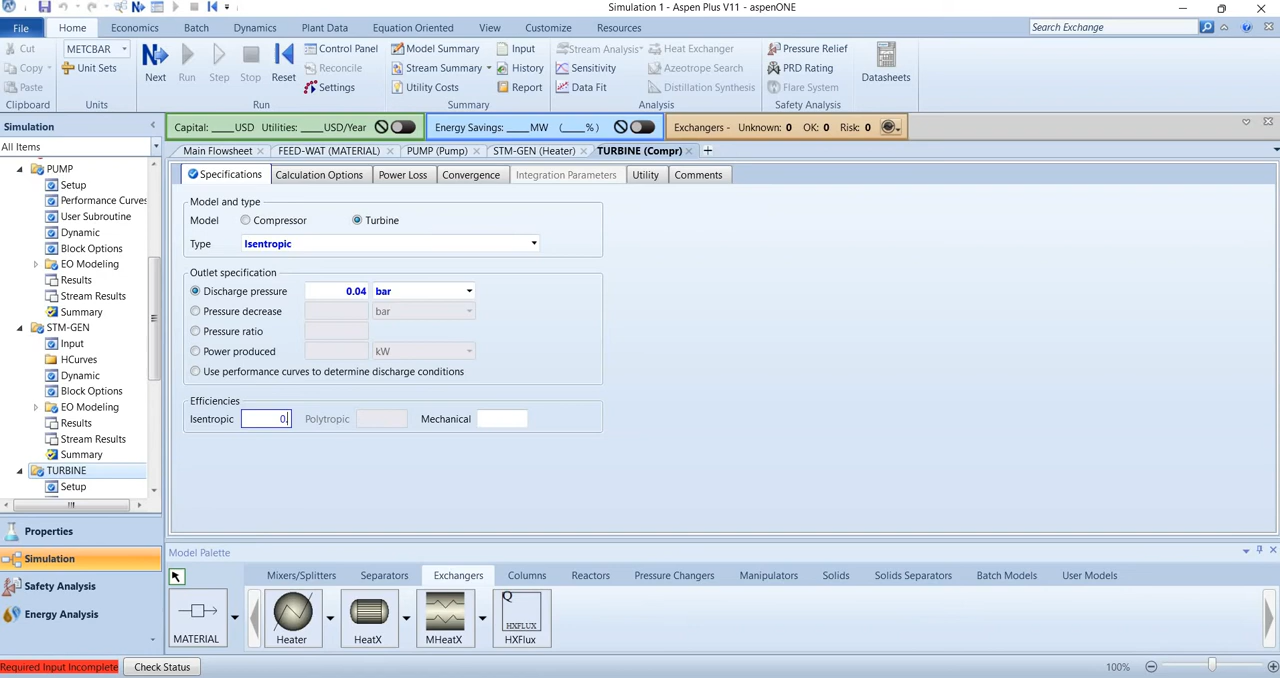 Simulation 1 - Aspen Plus V11 - aspenONE
File Home Economics Batch Dynamics Plant Data Equation Oriented View Customize Resources Search Exchange
Cut METCBAR Control Panel Model Summary Input Stream Analysis Heat Exchanger Pressure Relief
Copy Unit Sets Next Run Step Stop Reset Reconcile Stream Summary History Sensitivity Azeotrope Search PRD Rating Datasheets
Paste Settings Utility Costs Report Data Fit Distillation Synthesis Flare System
Clipboard Units Run Summary Analysis Safety Analysis
Simulation Capital: ____USD Utilities: ____USD/Year Energy Savings: ____MW (____%) Exchangers - Unknown: 0 OK: 0 Risk: 0
All Items Main Flowsheet FEED-WAT (MATERIAL) PUMP (Pump) STM-GEN (Heater) TURBINE (Compr)
PUMP
Setup
Performance Curves
User Subroutine
Dynamic
Block Options
EO Modeling
Results
Stream Results
Summary
STM-GEN
Input
HCurves
Dynamic
Block Options
EO Modeling
Results
Stream Results
Summary
TURBINE
Setup
Properties
Simulation
Safety Analysis
Energy Analysis
Specifications Calculation Options Power Loss Convergence Integration Parameters Utility Comments
Model and type
Model Compressor Turbine
Type Isentropic
Outlet specification
Discharge pressure 0.04 bar
Pressure decrease bar
Pressure ratio
Power produced kW
Use performance curves to determine discharge conditions
Efficiencies
Isentropic 0. Polytropic Mechanical
Model Palette
Mixers/Splitters Separators Exchangers Columns Reactors Pressure Changers Manipulators Solids Solids Separators Batch Models User Models
Q
HXFLUX
MATERIAL Heater HeatX MHeatX HXFlux
Required Input Incomplete Check Status 100%